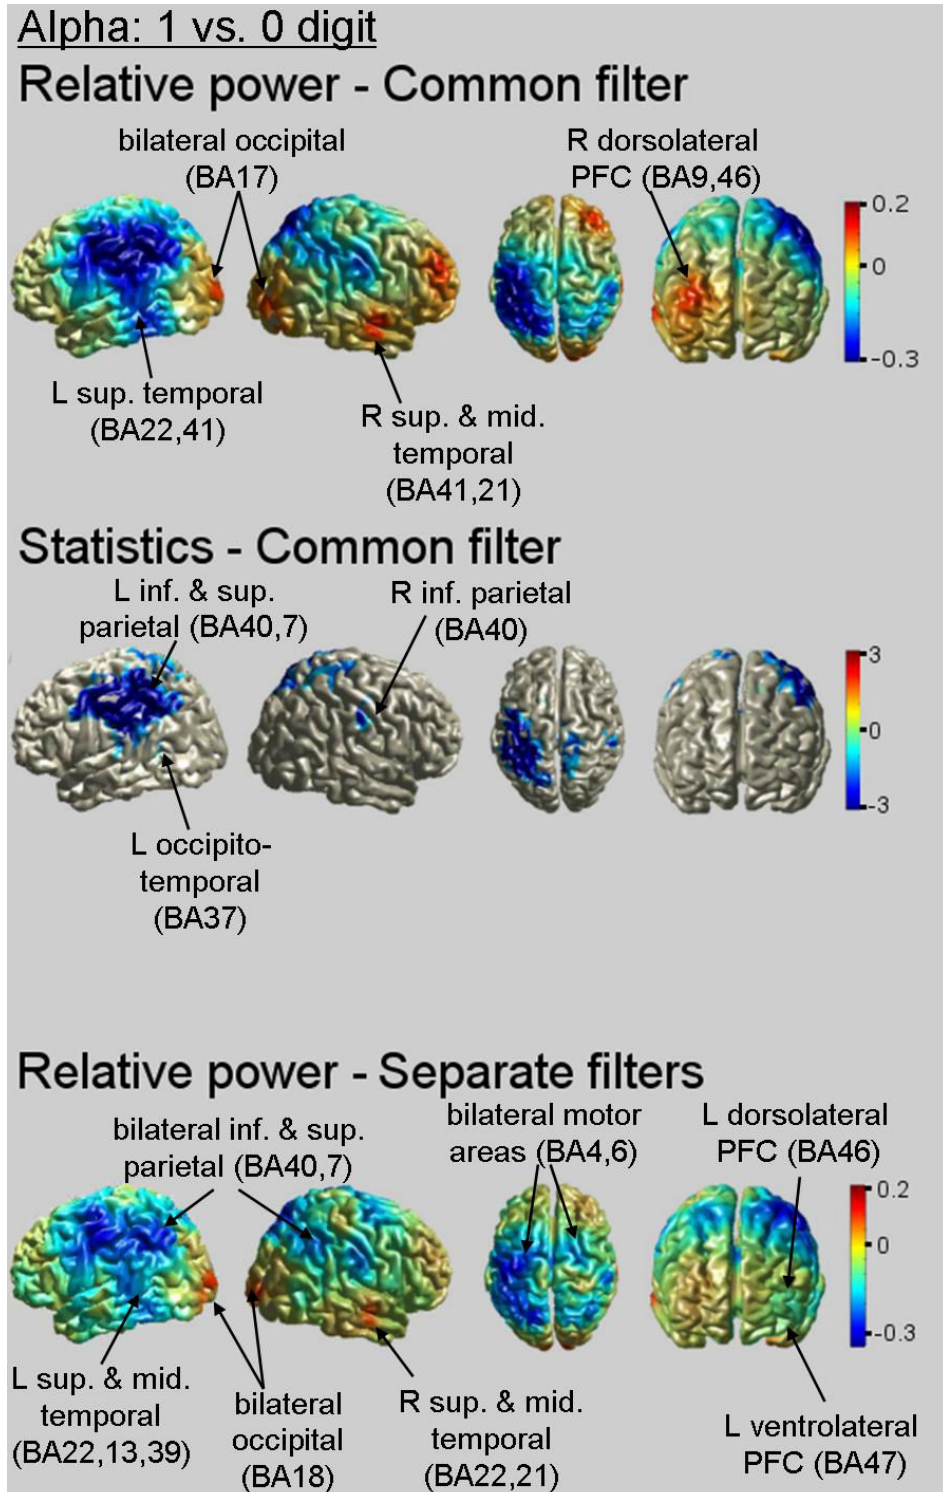 Alpha: 1 vs. 0 digit
Relative power - Common filter
bilateral occipital
(BA17)
R dorsolateral
PFC (BA9,46)
0.2
0
-0.3
L sup. temporal
(BA22,41)
R sup. & mid.
temporal
(BA41,21)
Statistics - Common filter
L inf. & sup.
parietal (BA40,7)
R inf. parietal
(BA40)
3
0
-3
L occipito-
temporal
(BA37)
Relative power - Separate filters
bilateral inf. & sup.
parietal (BA40,7)
bilateral motor
areas (BA4,6)
L dorsolateral
PFC (BA46)
0.2
0
-0.3
L sup. & mid.
temporal
(BA22,13,39)
bilateral
occipital
(BA18)
R sup. & mid.
temporal
(BA22,21)
L ventrolateral
PFC (BA47)